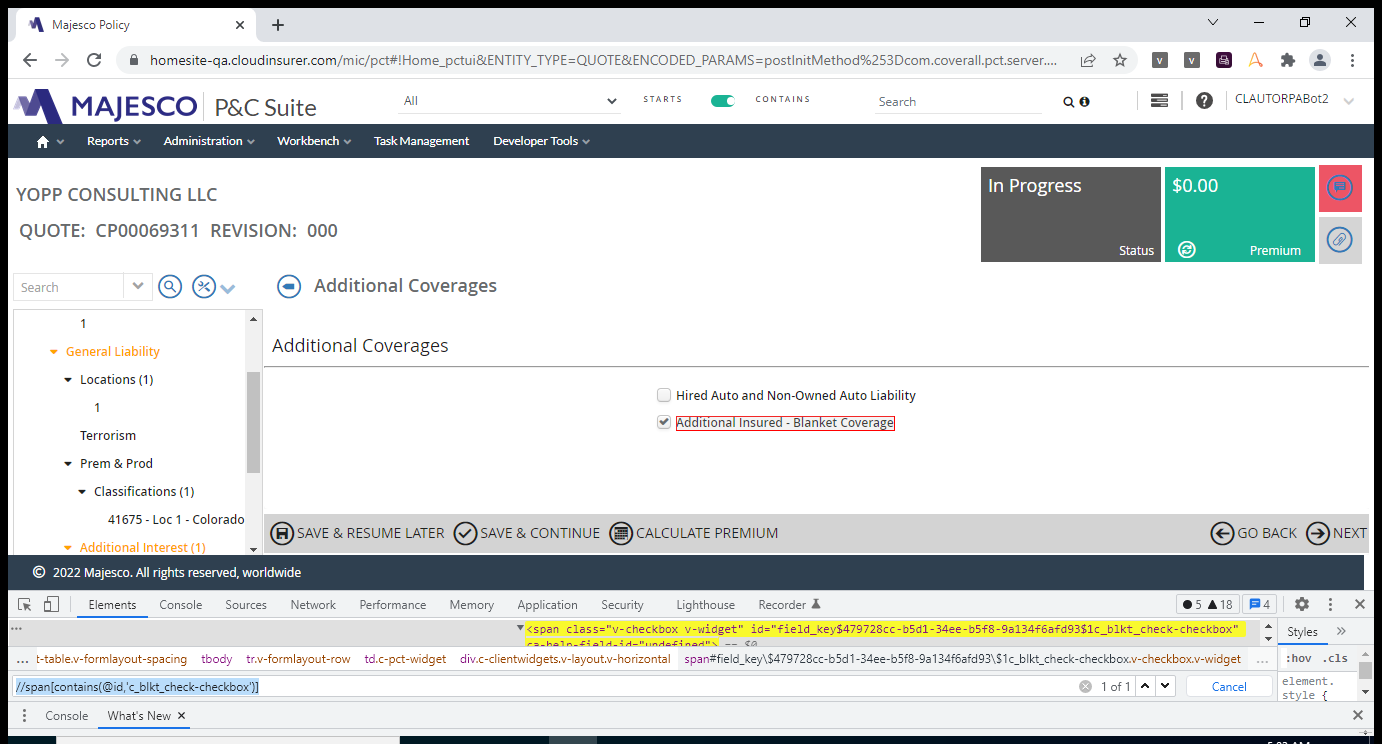 Majesco Policy
homesite-qa.cloudinsurer.com/mic/pct#!Home_pctui&ENTITY_TYPE=QUOTE&ENCODED_PARAMS=postInitMethod%253Dcom.coverall.pct.server....
MAJESCO P&C Suite
All
STARTS
CONTAINS
Search
CLAUTORPABot2
Reports
Administration
Workbench
Task Management
Developer Tools
YOPP CONSULTING LLC
QUOTE: CP00069311 REVISION: 000
In Progress
Status
$0.00
Premium
Search
Additional Coverages
1
General Liability
Locations (1)
1
Terrorism
Prem & Prod
Classifications (1)
41675 - Loc 1 - Colorado
Additional Interest (1)
Additional Coverages
Hired Auto and Non-Owned Auto Liability
Additional Insured - Blanket Coverage
SAVE & RESUME LATER
SAVE & CONTINUE
CALCULATE PREMIUM
GO BACK
NEXT
© 2022 Majesco. All rights reserved, worldwide
Elements
Console
Sources
Network
Performance
Memory
Application
Security
Lighthouse
Recorder
5
18
4
<span class="v-checkbox v-widget" id="field_key$479728cc-b5d1-34ee-b5f8-9a134f6afd93$1c_blkt_check-checkbox"
ca-help-field-id="undefined"> == $0
... t-table.v-formlayout-spacing tbody tr.v-formlayout-row td.c-pct-widget div.c-clientwidgets.v-layout.v-horizontal span#field_key\$479728cc-b5d1-34ee-b5f8-9a134f6afd93\$1c_blkt_check-checkbox.v-checkbox.v-widget ...
//span[contains(@id,'c_blkt_check-checkbox')]
1 of 1
Cancel
Styles
:hov .cls
element.
style {
Console
What's New